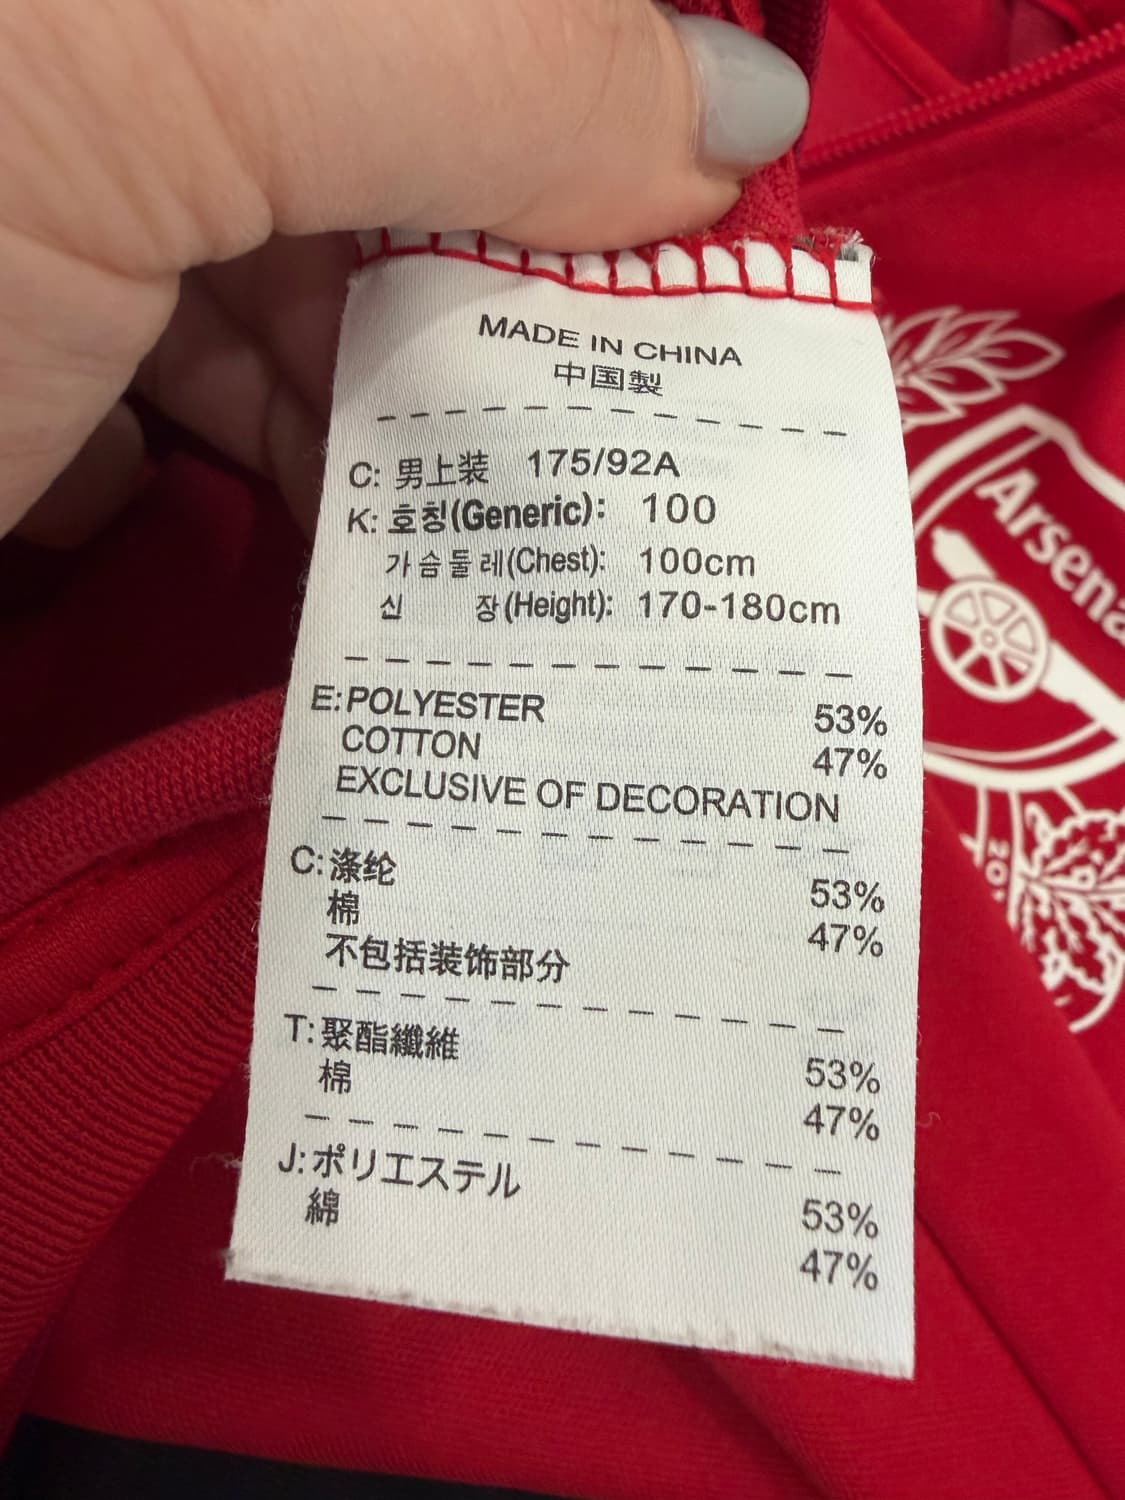 MADE IN CHINA
中国製
C: 男上装 175/92A
K: 호칭(Generic): 100
가슴둘레(Chest): 100cm
신 장(Height): 170-180cm
E: POLYESTER 53%
COTTON 47%
EXCLUSIVE OF DECORATION
C: 涤纶 53%
棉 47%
不包括装饰部分
T: 聚酯纖維 53%
棉 47%
J: ポリエステル 53%
綿 47%
Arsenal